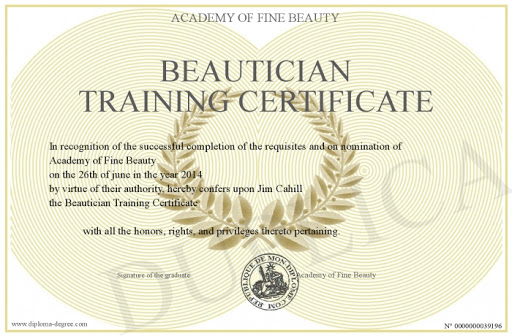 ACADEMY OF FINE BEAUTY
BEAUTICIAN
TRAINING CERTIFICATE
In recognition of the successful completion of the requisites and on nomination of
Academy of Fine Beauty
on the 26th of june in the year 2014
by virtue of their authority, hereby confers upon Jim Cahill
the Beautician Training Certificate
with all the honors, rights, and privileges thereto pertaining.
Signature of the graduate
Academy of Fine Beauty
REPUBLIQUE DE MON-DIPLOME.COM
DUPLICATA
www.diploma-degree.com
N° 0000000039196